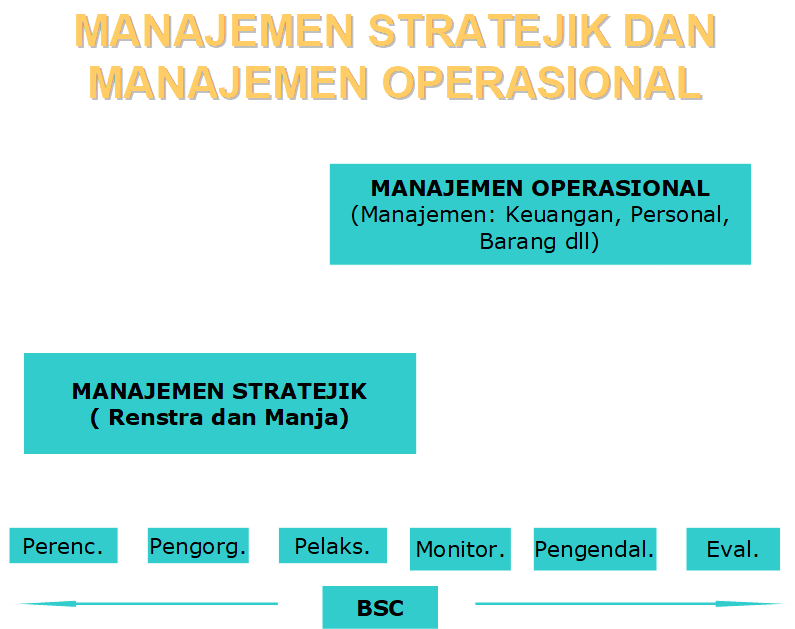 MANAJEMEN STRATEJIK DAN
MANAJEMEN OPERASIONAL
MANAJEMEN OPERASIONAL
(Manajemen: Keuangan, Personal,
Barang dll)
MANAJEMEN STRATEJIK
( Renstra dan Manja)
Perenc.
Pengorg.
Pelaks.
Monitor.
Pengendal.
Eval.
BSC